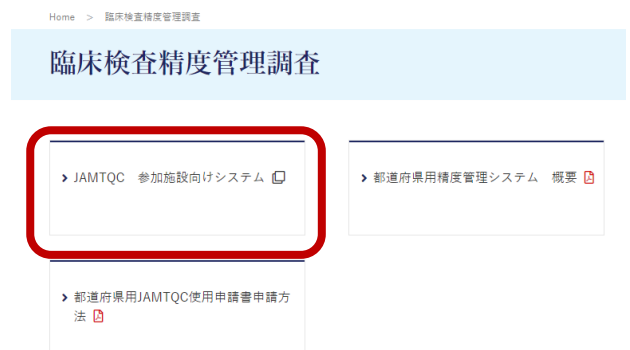 Home > 臨床検査精度管理調査
臨床検査精度管理調査
JAMTQC 参加施設向けシステム
都道府県用精度管理システム 概要
都道府県用JAMTQC使用申請書申請方
法